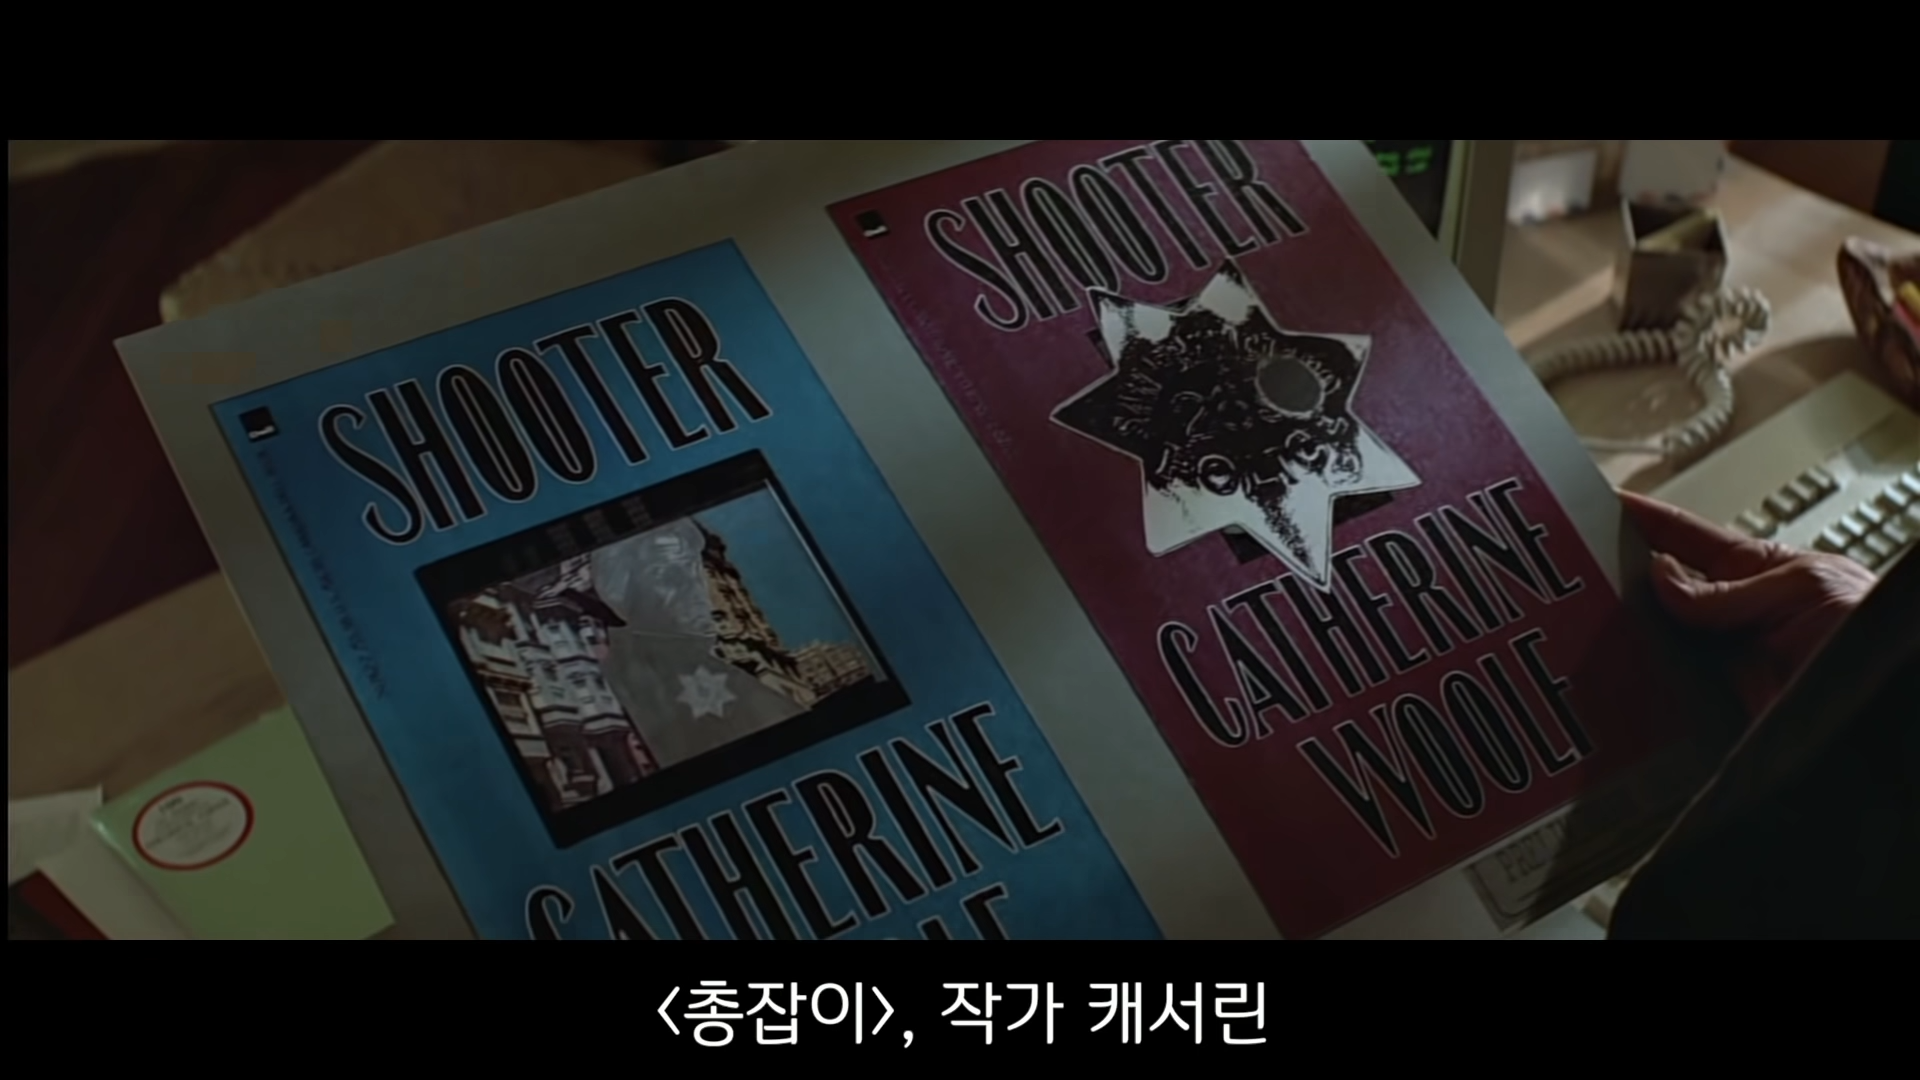 SHOOTER
CATHERINE
SHOOTER
CATHERINE
WOOLF
<총잡이>, 작가 캐서린